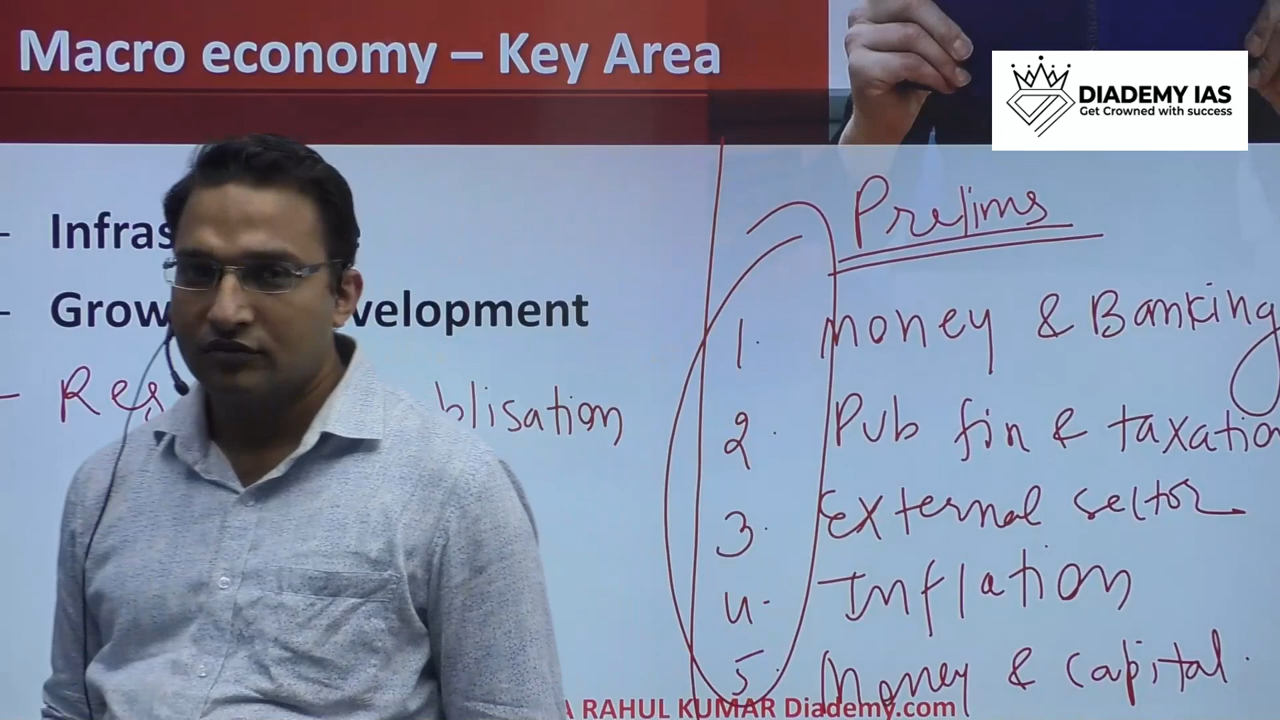 Macro economy – Key Area
DIADEMY IAS
Get Crowned with success
Prelims
Infras
1. Money & Banking
Grow velopment
2. Pub fin & taxation
Res blisation
3. External sector
4. Inflation
5. Money & Capital.
A RAHUL KUMAR Diademy.com